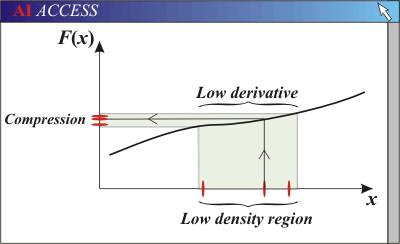 AI ACCESS
F(x)
Low derivative
Compression
x
Low density region